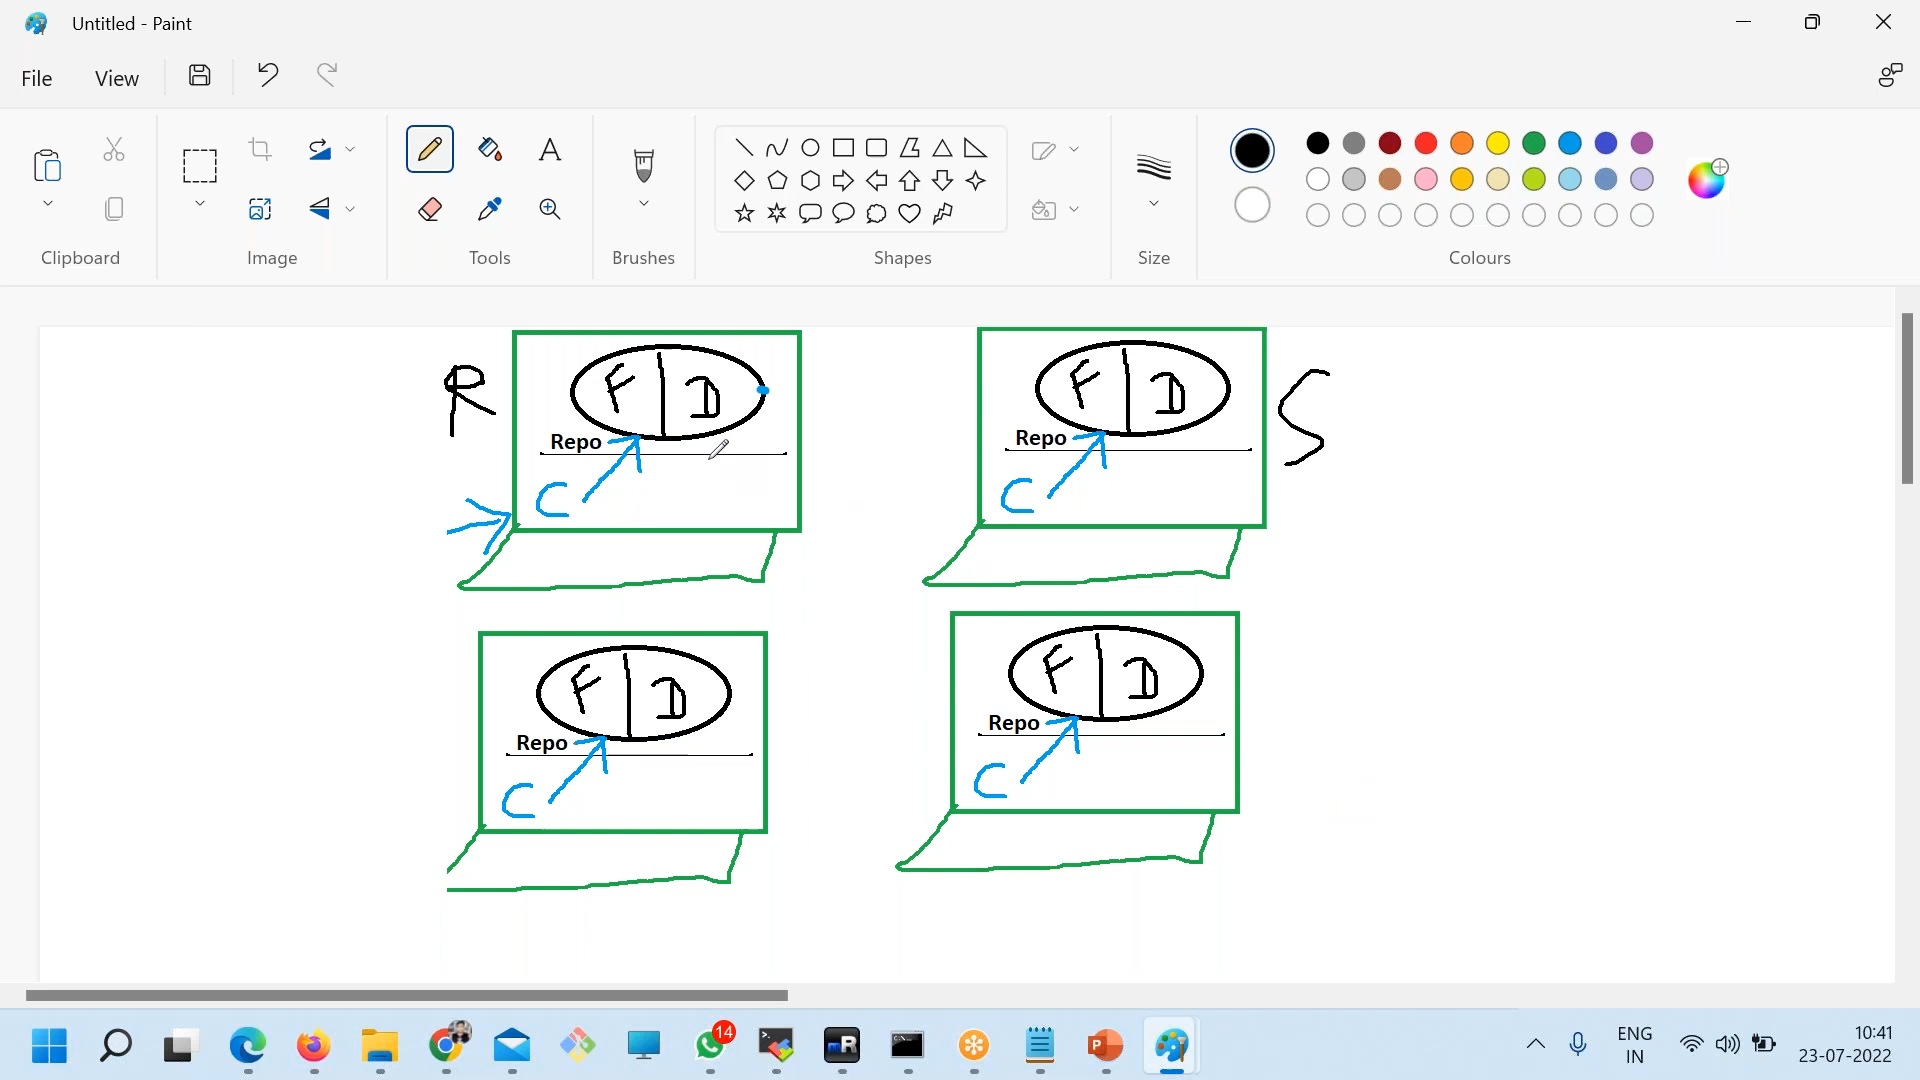 Untitled - Paint
File View
Clipboard Image Tools Brushes Shapes Size Colours
R F D F D S
Repo Repo
C C
F D F D
Repo Repo
C C
14
ENG
IN
10:41
23-07-2022